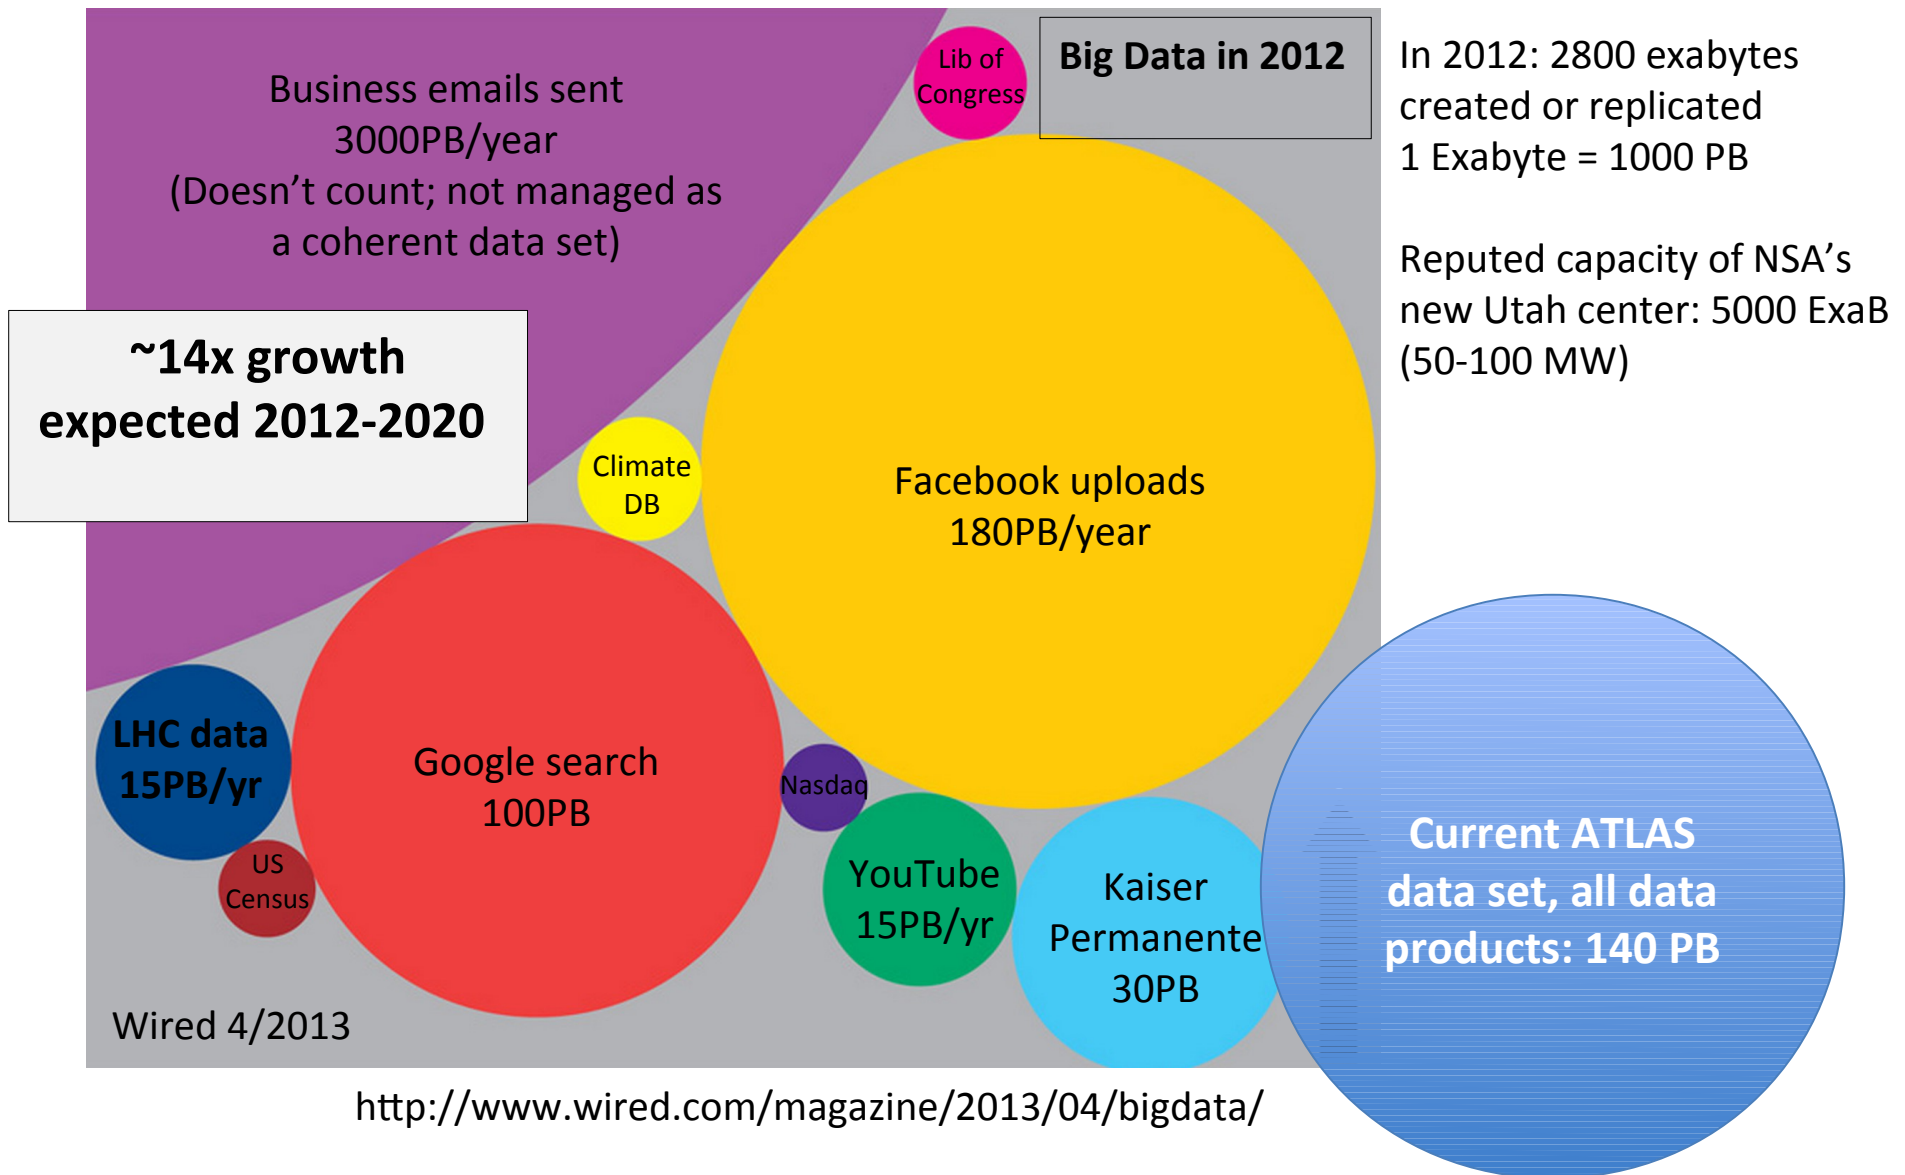 Big Data in 2012
Lib of
Congress
Business emails sent
3000PB/year
(Doesn’t count; not managed as
a coherent data set)
In 2012: 2800 exabytes
created or replicated
1 Exabyte = 1000 PB
Reputed capacity of NSA’s
new Utah center: 5000 ExaB
(50-100 MW)
~14x growth
expected 2012-2020
Climate
DB
Facebook uploads
180PB/year
LHC data
15PB/yr
Google search
100PB
Nasdaq
US
Census
YouTube
15PB/yr
Kaiser
Permanente
30PB
Current ATLAS
data set, all data
products: 140 PB
Wired 4/2013
http://www.wired.com/magazine/2013/04/bigdata/